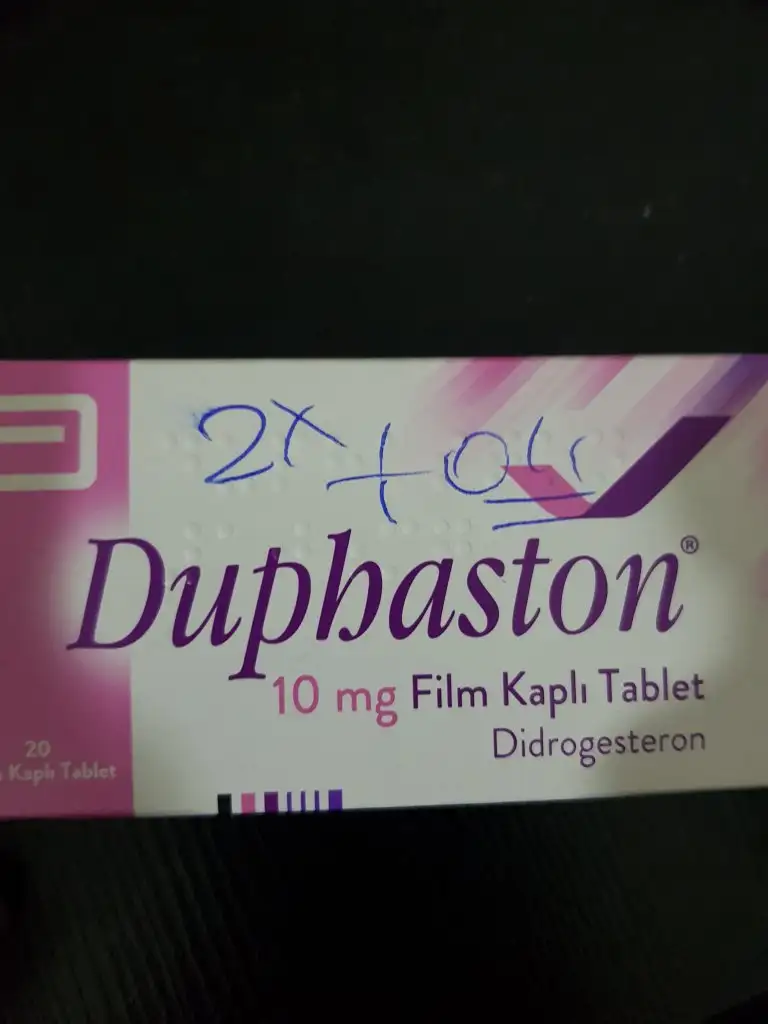 2x
Duphaston®
10 mg Film Kaplı Tablet
Didrogesteron
20
Kaplı Tablet